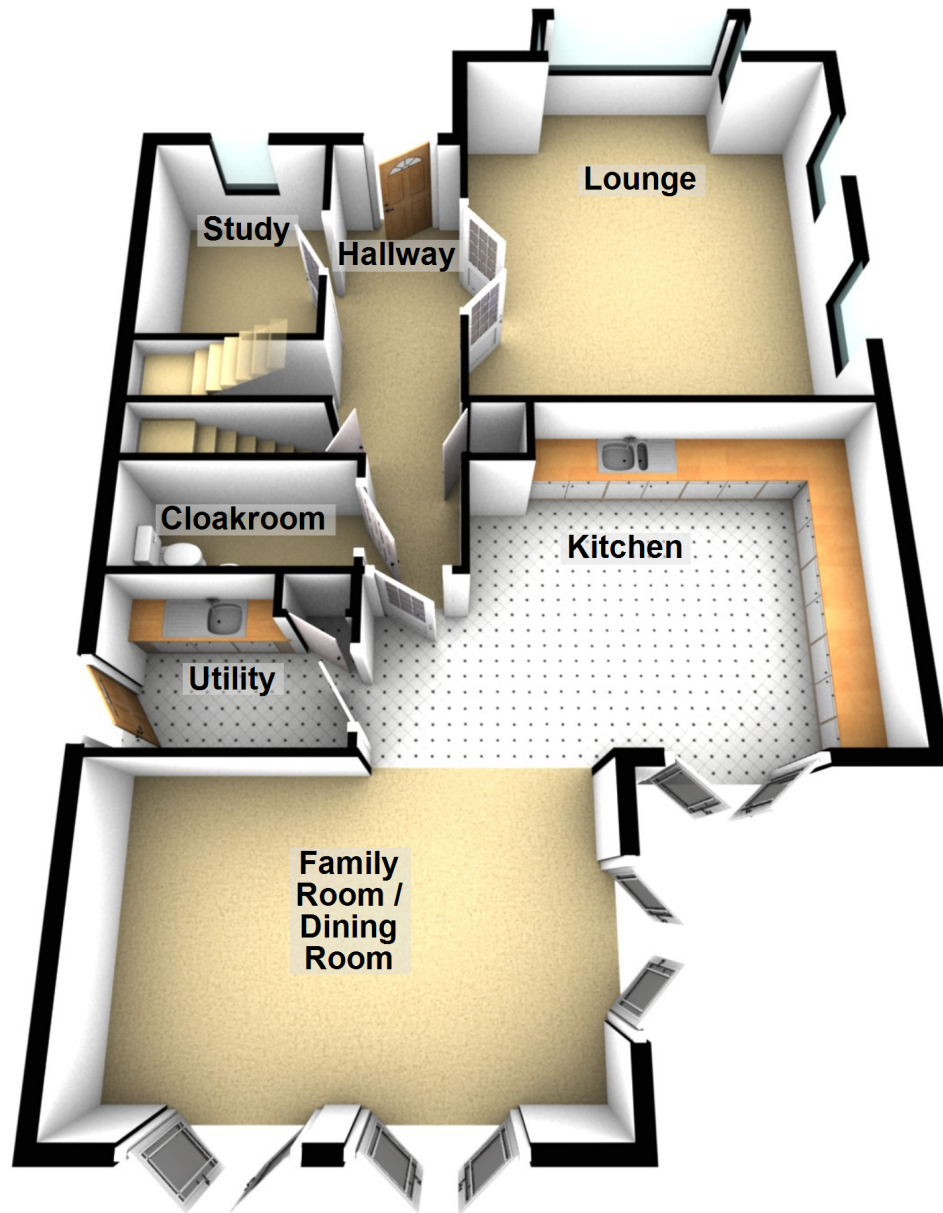 Lounge
Study
Hallway
Cloakroom
Kitchen
Utility
Family
Room /
Dining
Room